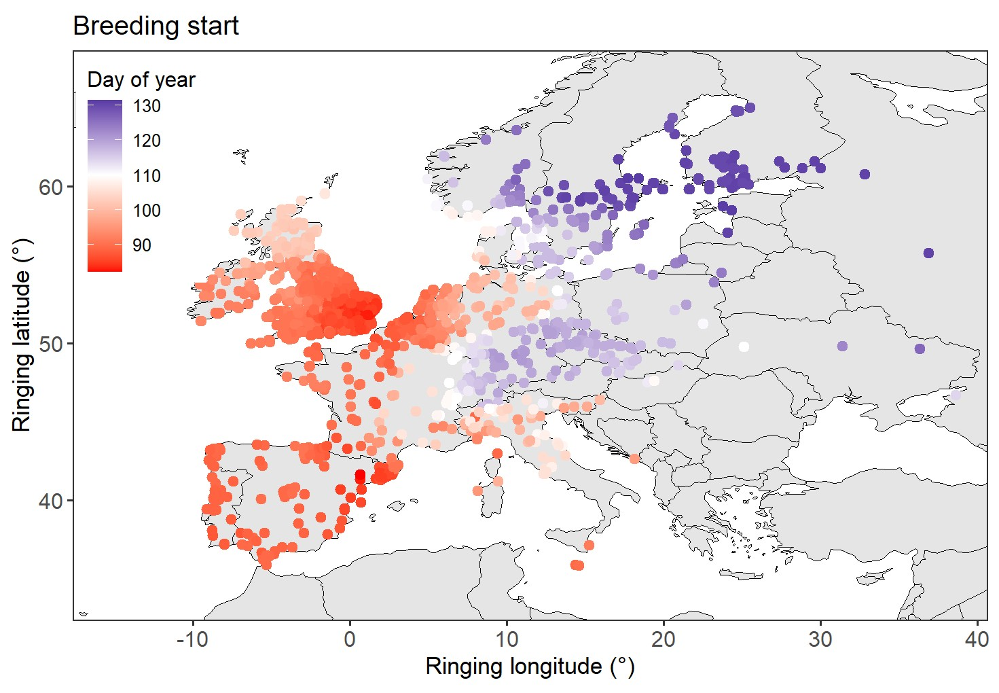 Breeding start
Day of year
130
120
110
100
90
Ringing latitude (°)
60
50
40
-10 0 10 20 30 40
Ringing longitude (°)